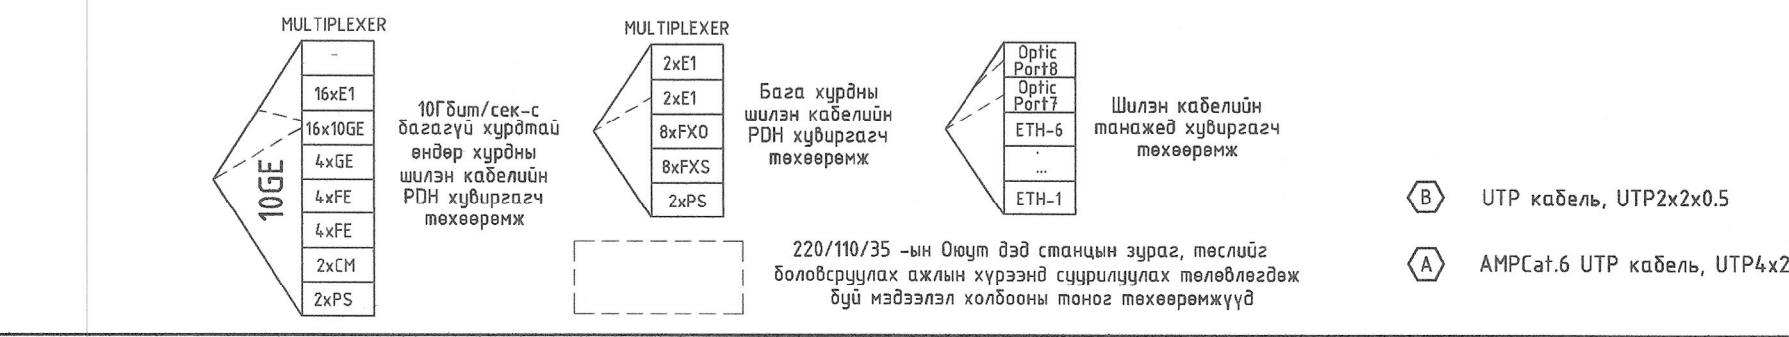 MULTIPLEXER
-
16xE1
16x10GE
4xGE
4xFE
4xFE
2xCM
2xPS
10GE
10Гбит/сек-с
багагүй хурдтай
өндөр хурдны
шилэн кабелийн
PDH хувиргагч
төхөөрөмж
MULTIPLEXER
2xE1
2xE1
8xFXO
8xFXS
2xPS
Бага хурдны
шилэн кабелийн
PDH хувиргагч
төхөөрөмж
Optic
Port8
Optic
Port7
ETH-6
:
...
ETH-1
Шилэн кабелийн
танажед хувиргагч
төхөөрөмж
220/110/35 -ын Оюут дэд станцын зураг, төслийг
боловсруулах ажлын хүрээнд суурилуулах төлөвлөгдөж
буй мэдээлэл холбооны тоног төхөөрөмжүүд
B UTP кабель, UTP2x2x0.5
A AMPCat.6 UTP кабель, UTP4x2